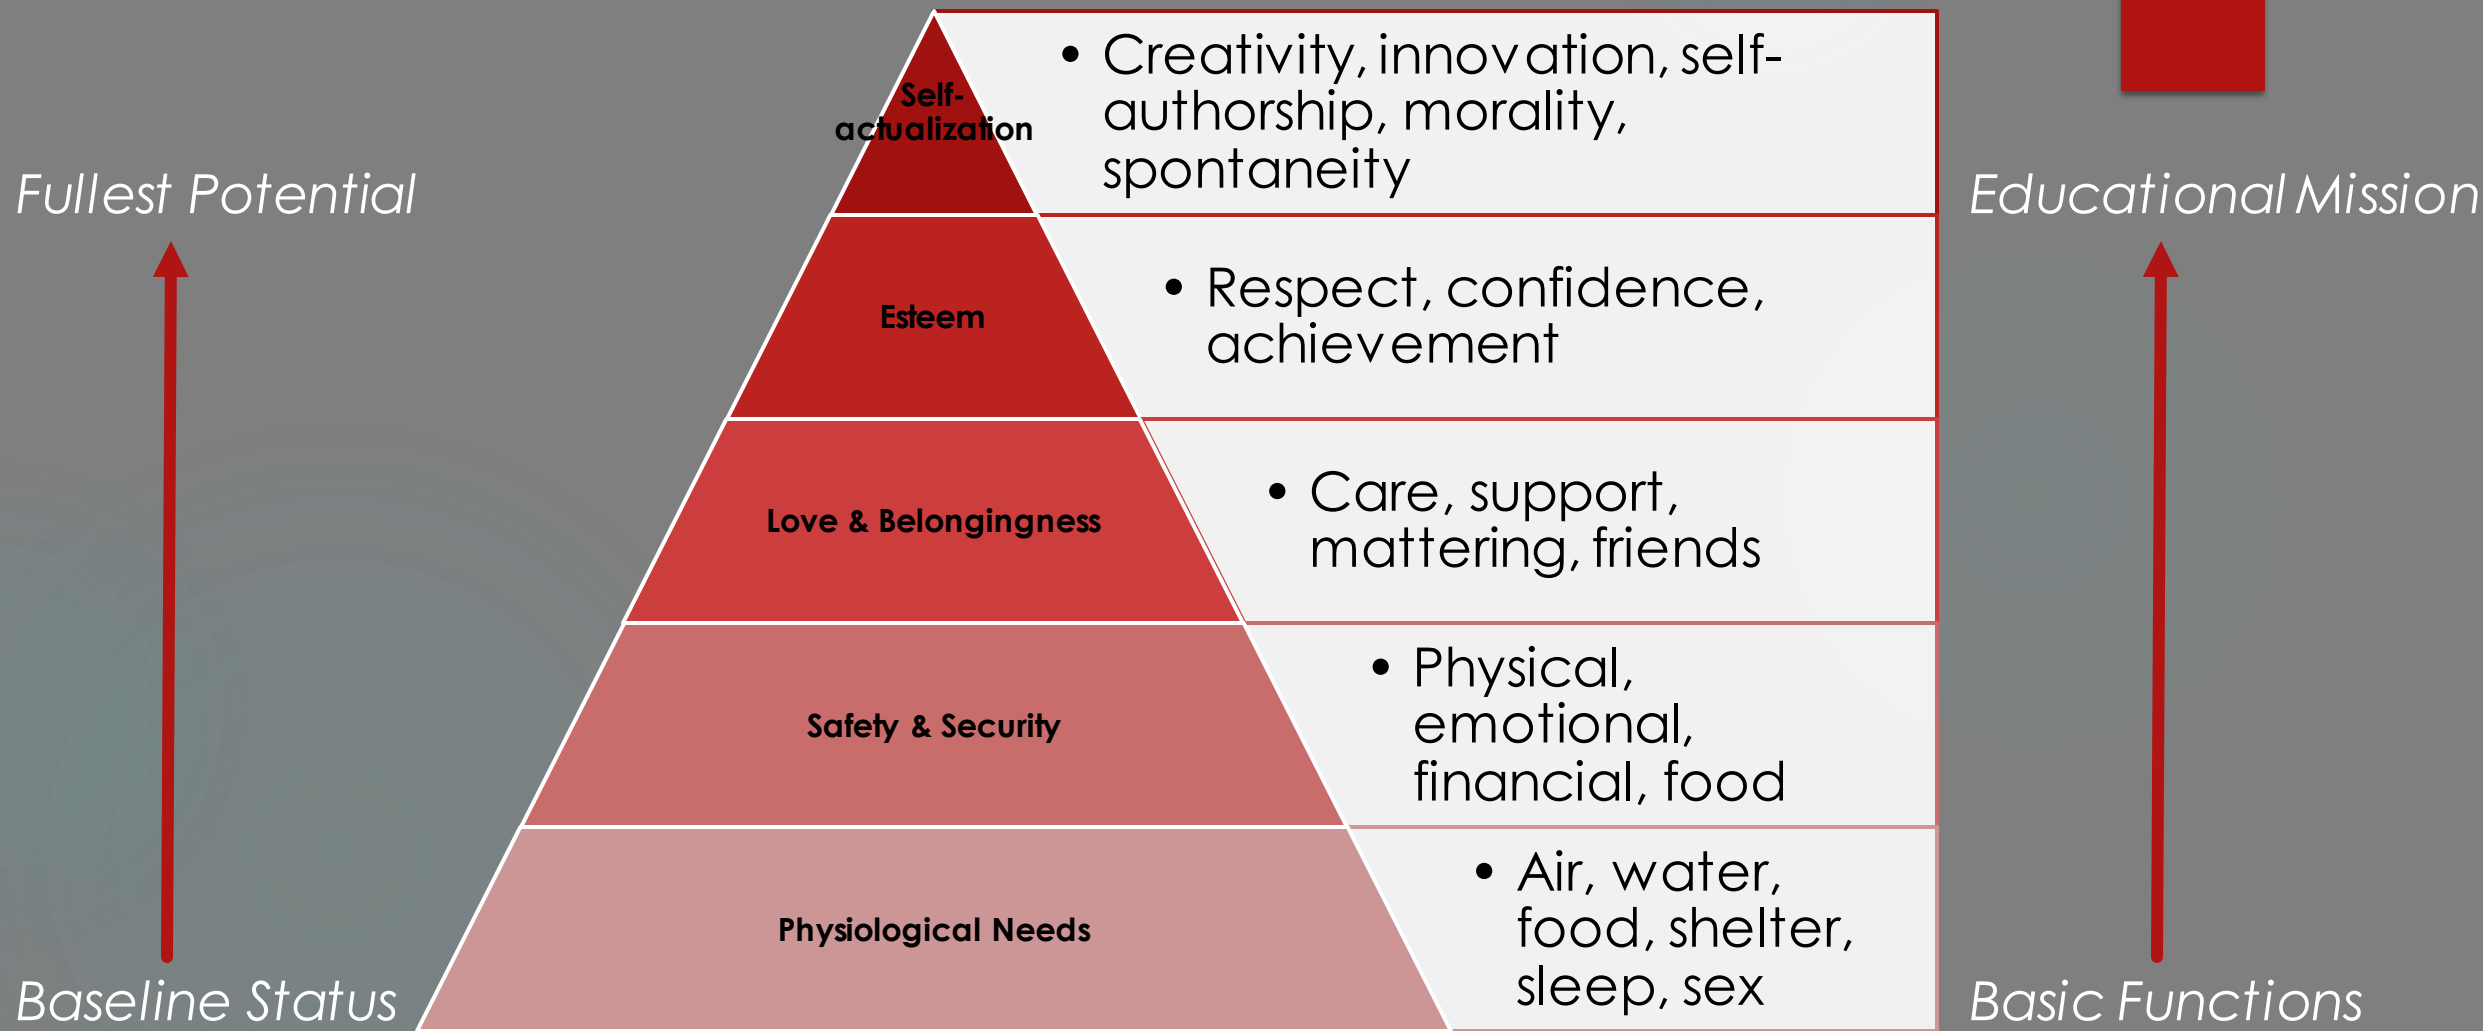 Fullest Potential
Baseline Status
Self-
actualization
• Creativity, innovation, self-
authorship, morality,
spontaneity
Esteem
• Respect, confidence,
achievement
Love & Belongingness
• Care, support,
mattering, friends
Safety & Security
• Physical,
emotional,
financial, food
Physiological Needs
• Air, water,
food, shelter,
sleep, sex
Educational Mission
Basic Functions